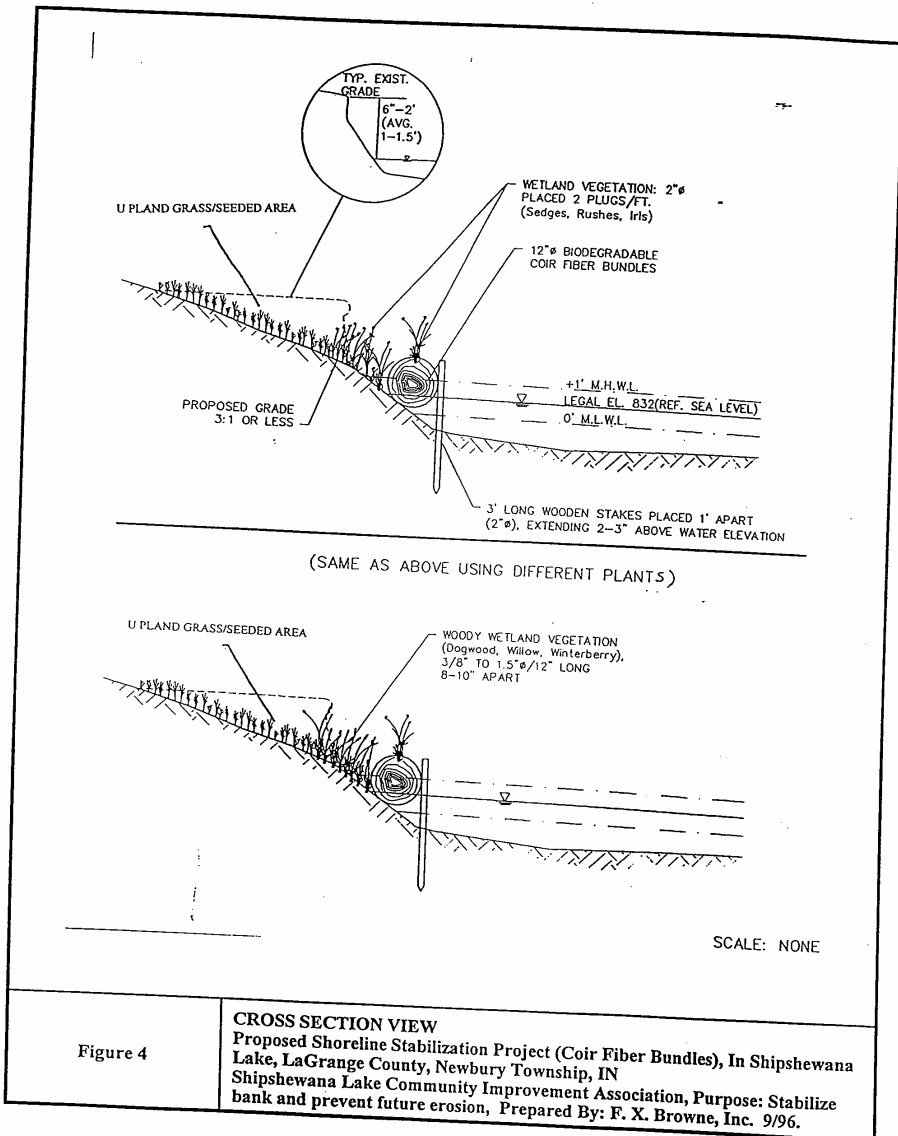 TYP. EXIST.
GRADE
6"-2'
(AVG.
1-1.5')
U PLAND GRASS/SEEDED AREA
WETLAND VEGETATION: 2"ø
PLACED 2 PLUGS/FT.
(Sedges, Rushes, Iris)
12"ø BIODEGRADABLE
COIR FIBER BUNDLES
PROPOSED GRADE
3:1 OR LESS
+1' M.H.W.L.
LEGAL EL. 832(REF. SEA LEVEL)
0' M.L.W.L.
3' LONG WOODEN STAKES PLACED 1' APART
(2"ø), EXTENDING 2-3" ABOVE WATER ELEVATION
(SAME AS ABOVE USING DIFFERENT PLANTS)
U PLAND GRASS/SEEDED AREA
WOODY WETLAND VEGETATION
(Dogwood, Willow, Winterberry),
3/8" TO 1.5"ø/12" LONG
8-10" APART
SCALE: NONE
Figure 4
CROSS SECTION VIEW
Proposed Shoreline Stabilization Project (Coir Fiber Bundles), In Shipshewana
Lake, LaGrange County, Newbury Township, IN
Shipshewana Lake Community Improvement Association, Purpose: Stabilize
bank and prevent future erosion, Prepared By: F. X. Browne, Inc. 9/96.